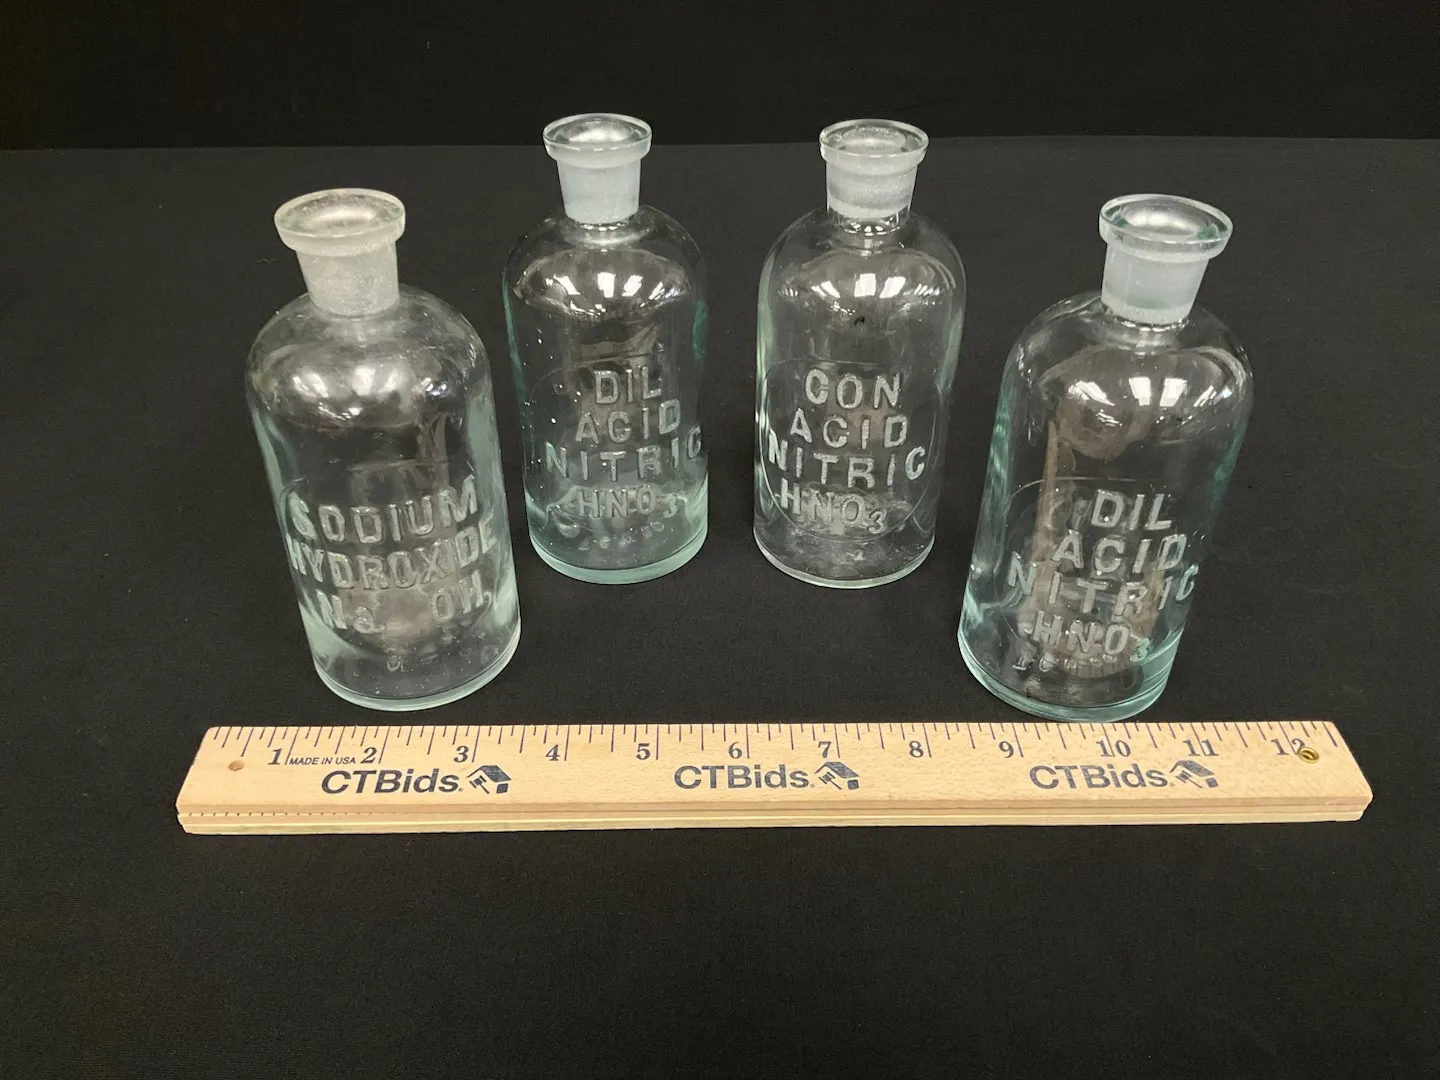 SODIUM
HYDROXIDE
Na OH,
DIL
ACID
NITRIC
HNO3
CON
ACID
NITRIC
HNO3
DIL
ACID
NITRIC
HNO3
1 MADE IN USA 2 3 4 5 6 7 8 9 10 11 12
CTBids. CTBids. CTBids.